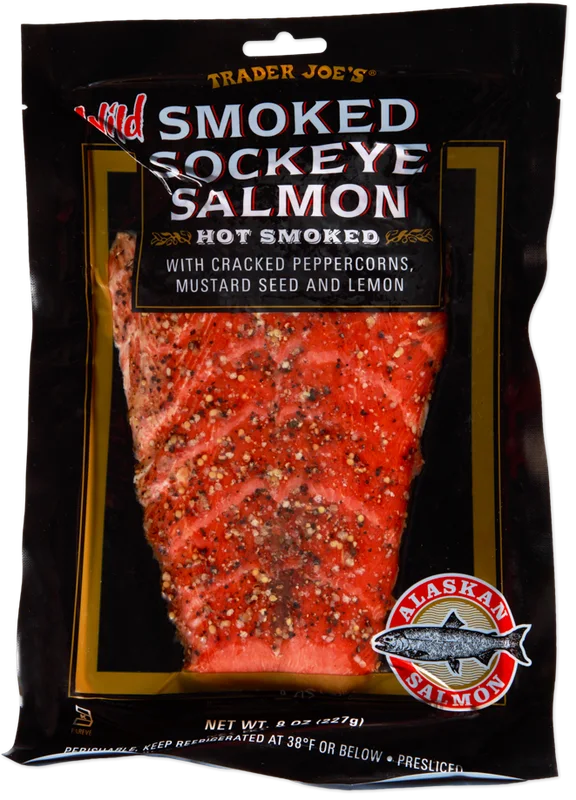 TRADER JOE'S®
Wild
SMOKED
SOCKEYE
SALMON
HOT SMOKED
WITH CRACKED PEPPERCORNS,
MUSTARD SEED AND LEMON
ALASKAN
SALMON
NET WT. 8 OZ (227g)
PERISHABLE. KEEP REFRIGERATED AT 38°F OR BELOW • PRESLICED